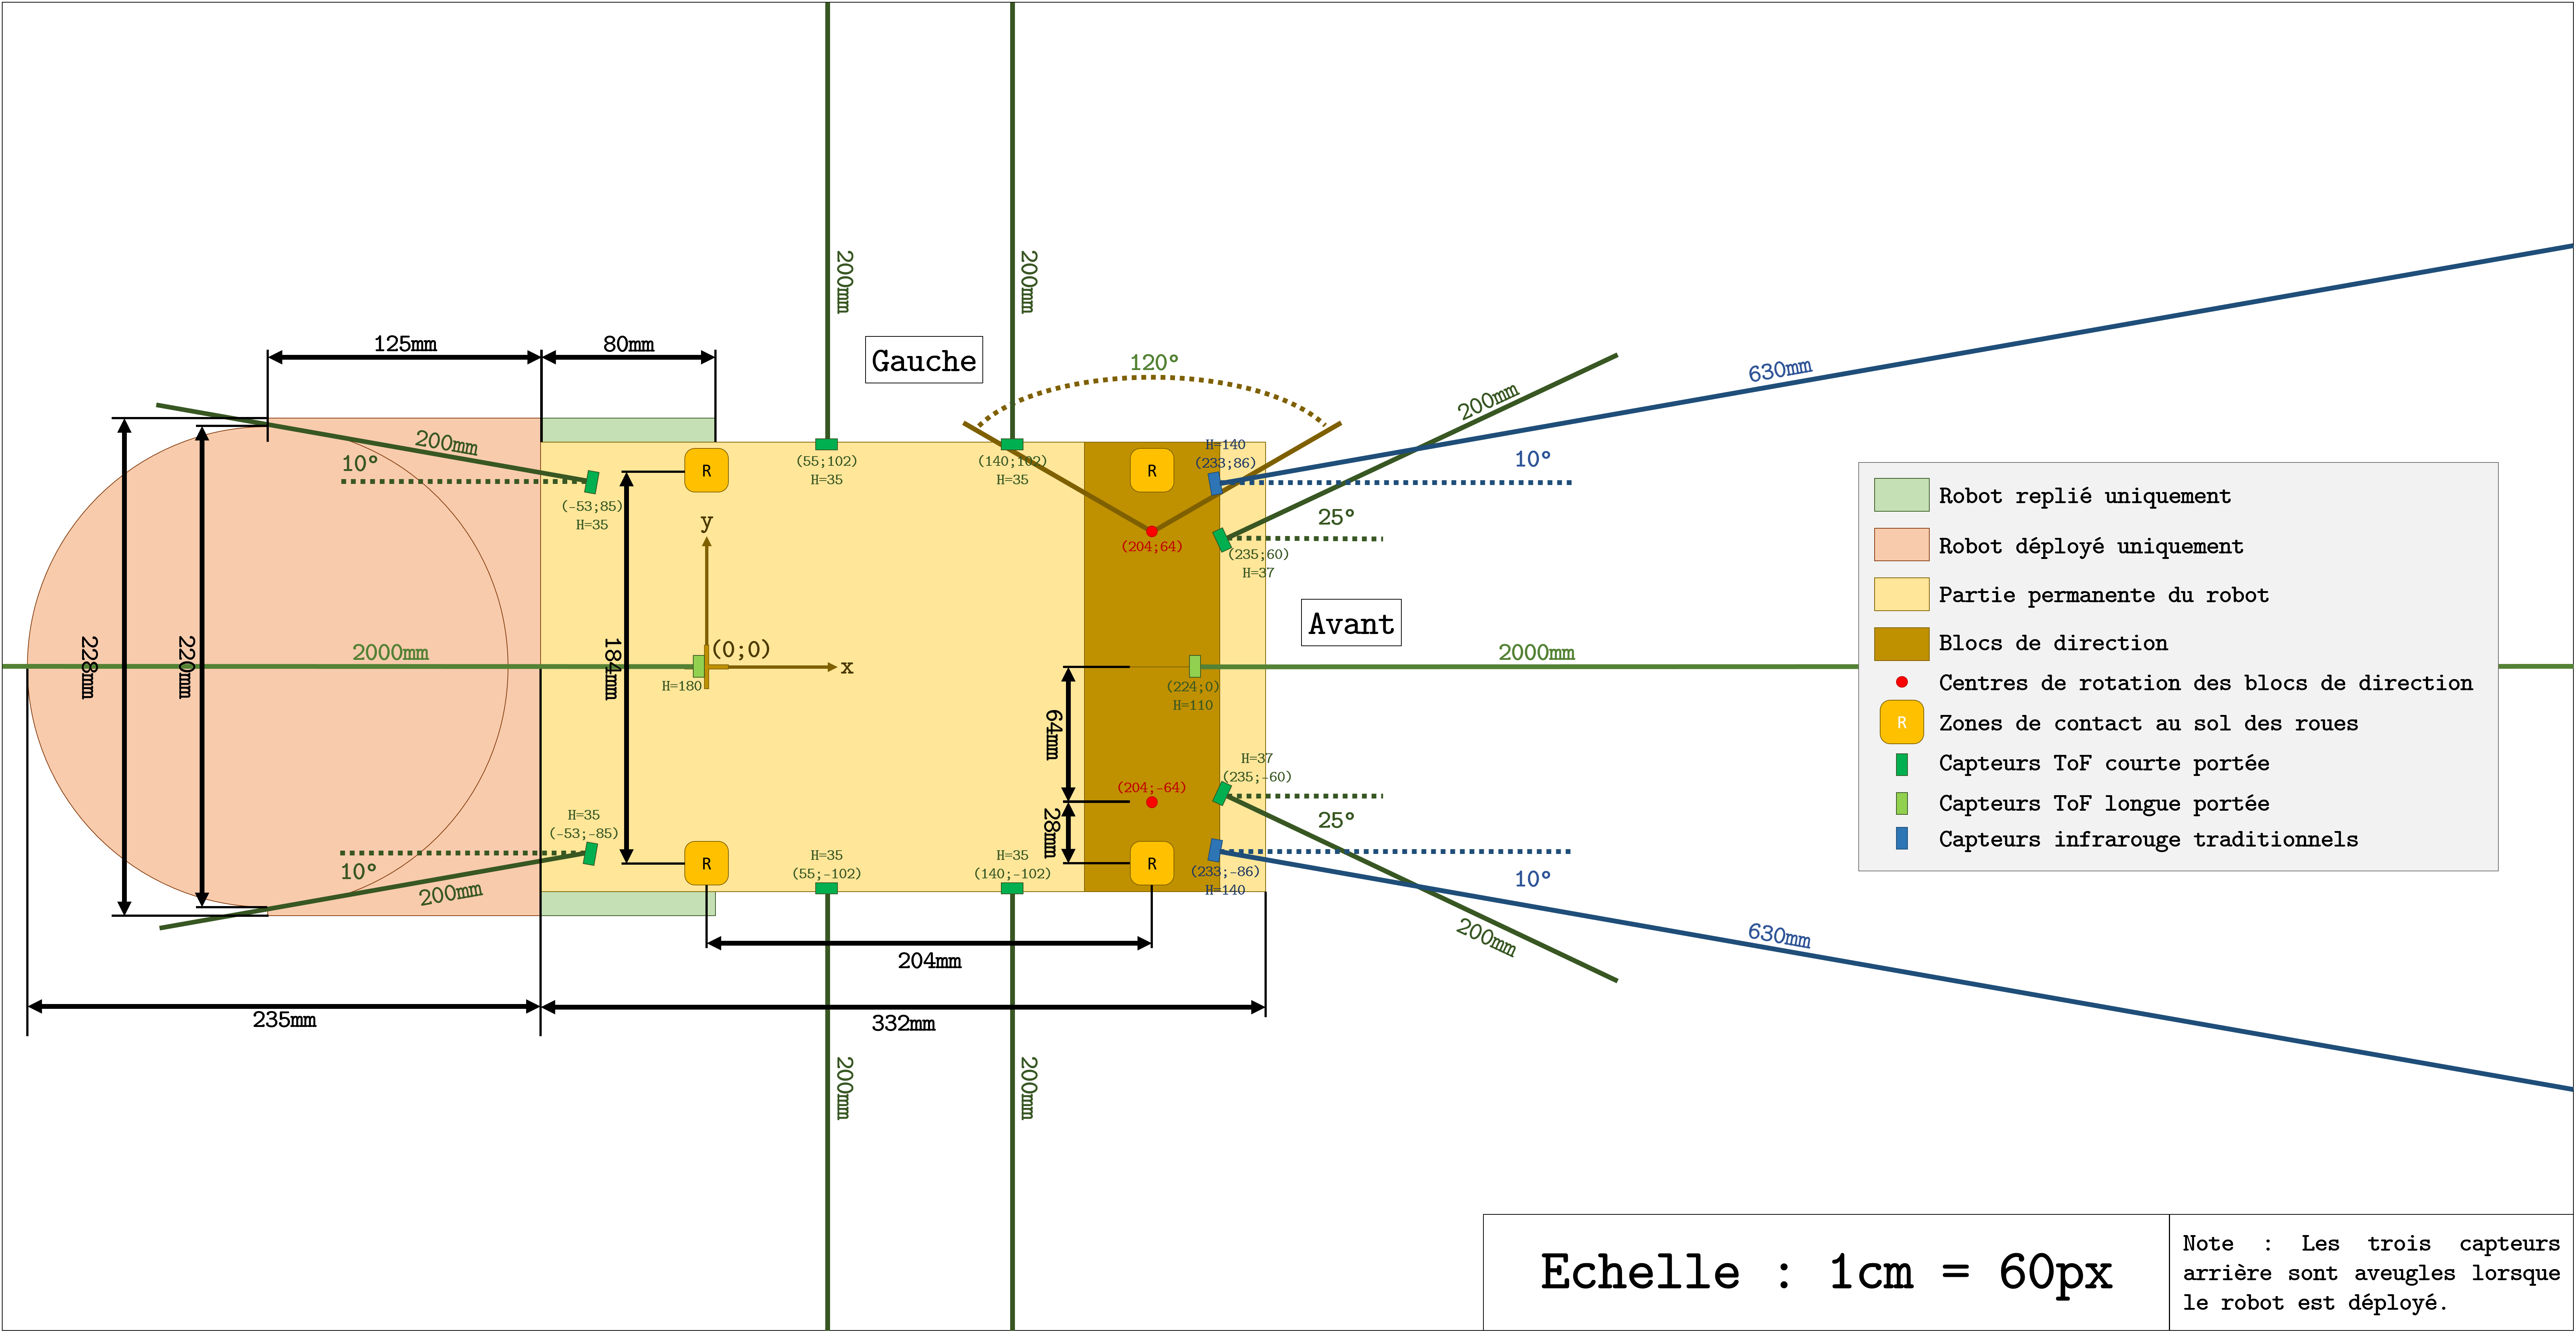 200mm
200mm
125mm
80mm
Gauche
120°
200mm
630mm
200mm
10°
(-53;85)
H=35
R
(55;102)
H=35
(140;102)
H=35
R
H=140
(233;86)
10°
25°
(204;64)
(235;60)
H=37
y
(0;0)
x
228mm
220mm
2000mm
184mm
H=180
Avant
2000mm
(224;0)
H=110
64mm
28mm
H=37
(235;-60)
(204;-64)
25°
H=35
(-53;-85)
10°
200mm
R
H=35
(55;-102)
H=35
(140;-102)
R
(233;-86)
H=140
10°
200mm
630mm
204mm
235mm
332mm
200mm
200mm
Robot replié uniquement
Robot déployé uniquement
Partie permanente du robot
Blocs de direction
Centres de rotation des blocs de direction
R
Zones de contact au sol des roues
Capteurs ToF courte portée
Capteurs ToF longue portée
Capteurs infrarouge traditionnels
Echelle : 1cm = 60px
Note : Les trois capteurs
arrière sont aveugles lorsque
le robot est déployé.